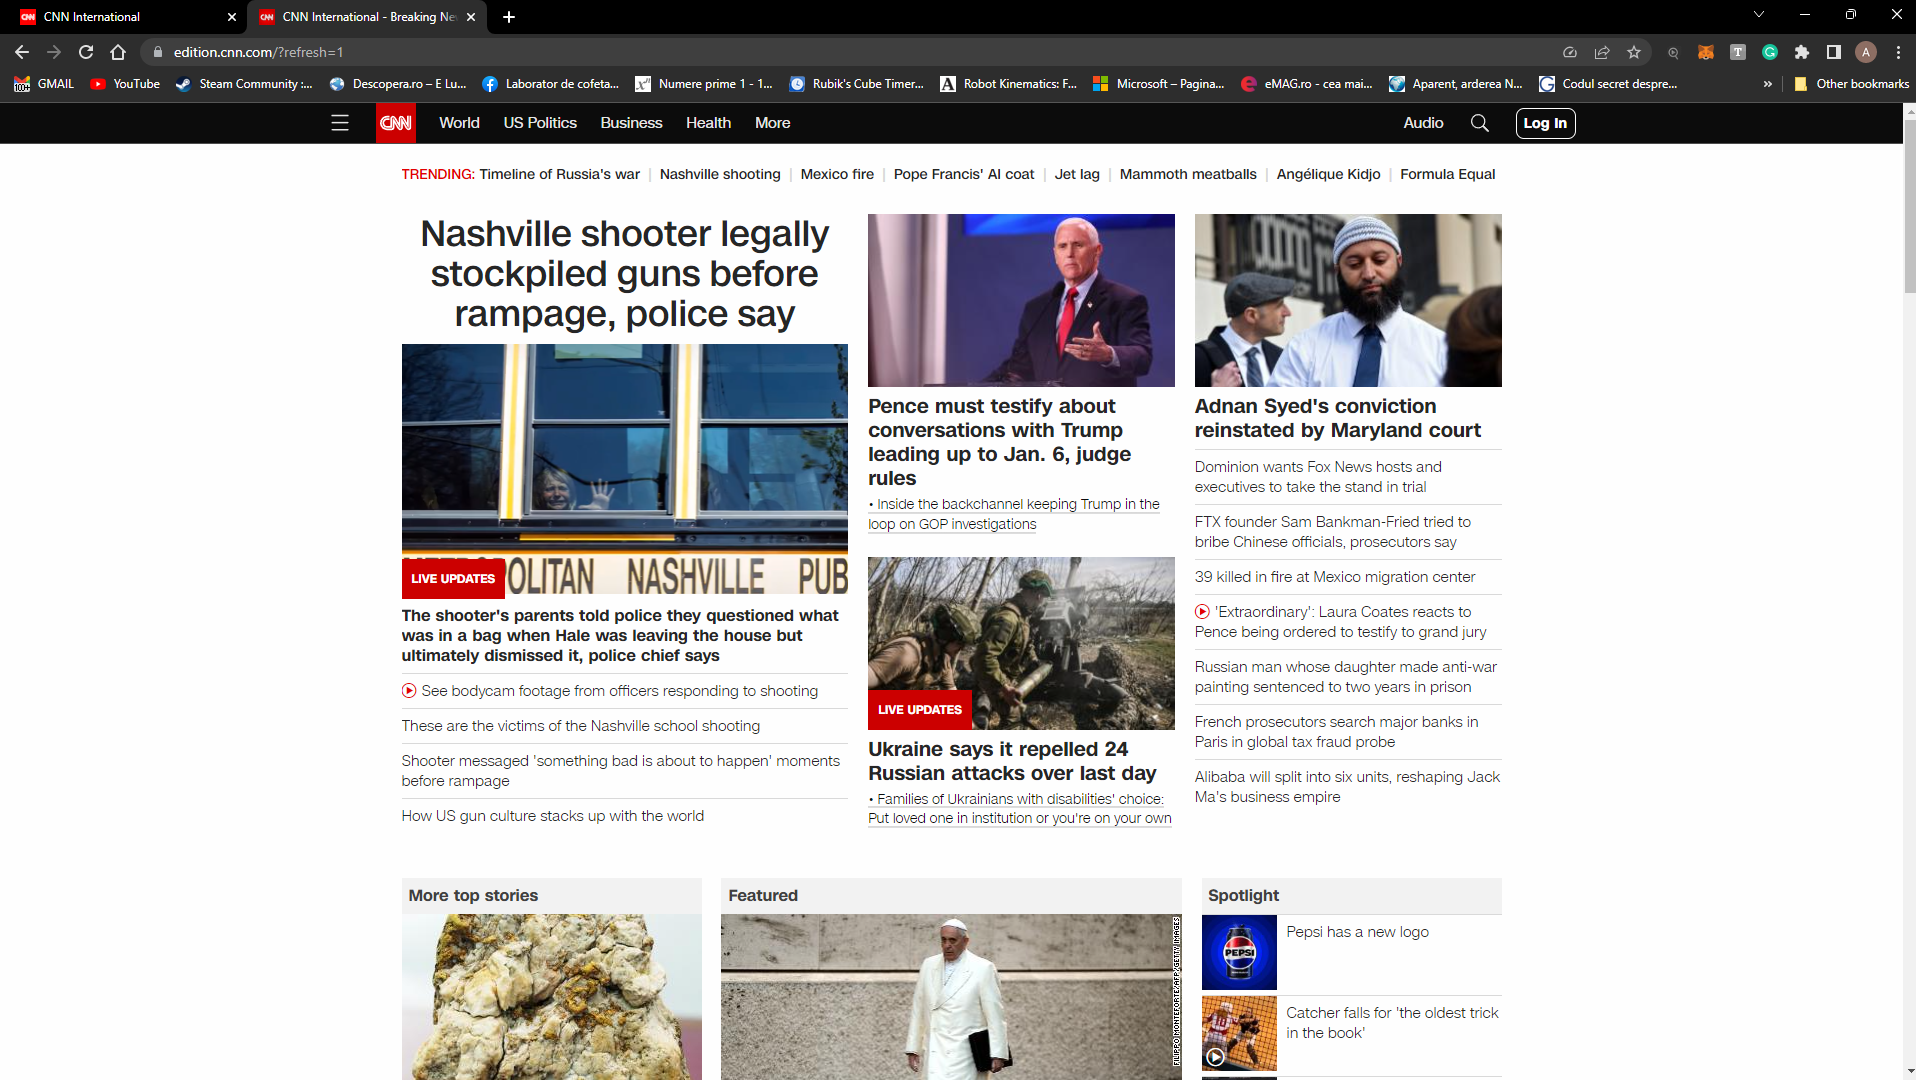 CNN International
CNN International - Breaking Ne
edition.cnn.com/?refresh=1
GMAIL
YouTube
Steam Community :...
Descopera.ro – E Lu...
Laborator de cofeta...
Numere prime 1 - 1...
Rubik's Cube Timer...
Robot Kinematics: F...
Microsoft – Pagina...
eMAG.ro - cea mai...
Aparent, arderea N...
Codul secret despre...
Other bookmarks
CNN
World
US Politics
Business
Health
More
Audio
Log In
TRENDING: Timeline of Russia's war | Nashville shooting | Mexico fire | Pope Francis' AI coat | Jet lag | Mammoth meatballs | Angélique Kidjo | Formula Equal
Nashville shooter legally
stockpiled guns before
rampage, police say
OLITAN NASHVILLE PUB
LIVE UPDATES
The shooter's parents told police they questioned what
was in a bag when Hale was leaving the house but
ultimately dismissed it, police chief says
See bodycam footage from officers responding to shooting
These are the victims of the Nashville school shooting
Shooter messaged 'something bad is about to happen' moments
before rampage
How US gun culture stacks up with the world
Pence must testify about
conversations with Trump
leading up to Jan. 6, judge
rules
• Inside the backchannel keeping Trump in the
loop on GOP investigations
LIVE UPDATES
Ukraine says it repelled 24
Russian attacks over last day
• Families of Ukrainians with disabilities' choice:
Put loved one in institution or you're on your own
Adnan Syed's conviction
reinstated by Maryland court
Dominion wants Fox News hosts and
executives to take the stand in trial
FTX founder Sam Bankman-Fried tried to
bribe Chinese officials, prosecutors say
39 killed in fire at Mexico migration center
'Extraordinary': Laura Coates reacts to
Pence being ordered to testify to grand jury
Russian man whose daughter made anti-war
painting sentenced to two years in prison
French prosecutors search major banks in
Paris in global tax fraud probe
Alibaba will split into six units, reshaping Jack
Ma's business empire
More top stories
Featured
FILIPPO MONTEFORTE/AFP/GETTY IMAGES
Spotlight
PEPSI
Pepsi has a new logo
Catcher falls for 'the oldest trick
in the book'